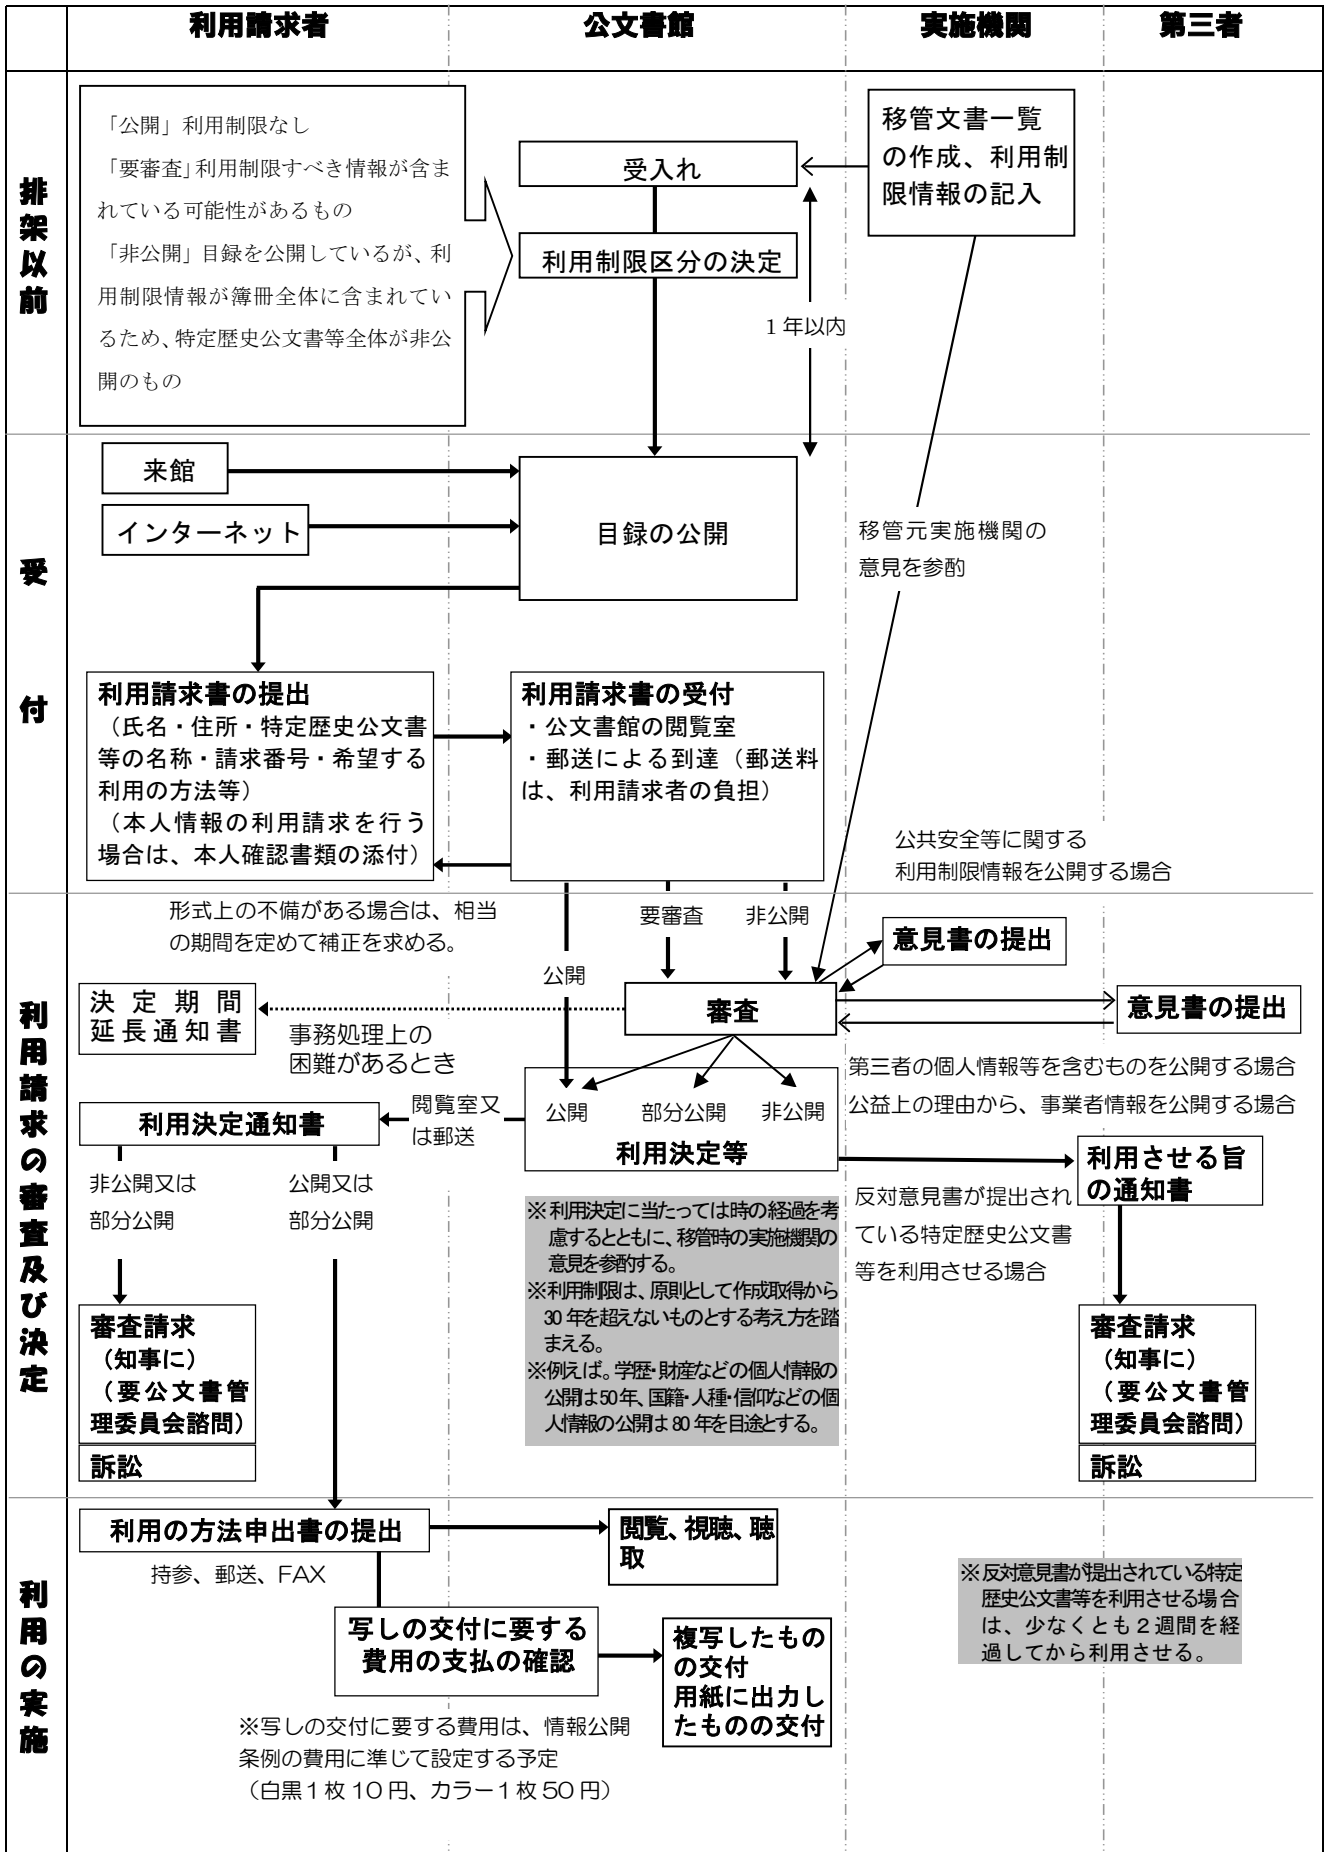 利用請求者
公文書館
実施機関
第三者
排架以前
「公開」利用制限なし
「要審査」利用制限すべき情報が含ま
れている可能性があるもの
「非公開」目録を公開しているが、利
用制限情報が簿冊全体に含まれてい
るため、特定歴史公文書等全体が非公
開のもの
受入れ
利用制限区分の決定
1年以内
移管文書一覧
の作成、利用制
限情報の記入
受付
来館
インターネット
目録の公開
移管元実施機関の
意見を参酌
利用請求書の提出
（氏名・住所・特定歴史公文書
等の名称・請求番号・希望する
利用の方法等）
（本人情報の利用請求を行う
場合は、本人確認書類の添付）
利用請求書の受付
・公文書館の閲覧室
・郵送による到達（郵送料
は、利用請求者の負担）
公共安全等に関する
利用制限情報を公開する場合
利用請求の審査及び決定
形式上の不備がある場合は、相当
の期間を定めて補正を求める。
公開
要審査
非公開
意見書の提出
決定期間
延長通知書
事務処理上の
困難があるとき
審査
意見書の提出
第三者の個人情報等を含むものを公開する場合
公益上の理由から、事業者情報を公開する場合
利用決定通知書
閲覧室又
は郵送
公開 部分公開 非公開
利用決定等
利用させる旨
の通知書
非公開又は
部分公開
公開又は
部分公開
※利用決定に当たっては時の経過を考
慮するとともに、移管時の実施機関の
意見を参酌する。
※利用制限は、原則として作成取得から
30年を超えないものとする考え方を踏
まえる。
※例えば。学歴・財産などの個人情報の
公開は50年、国籍・人種・信仰などの個
人情報の公開は80年を目途とする。
反対意見書が提出され
ている特定歴史公文書
等を利用させる場合
審査請求
（知事に）
（要公文書管
理委員会諮問）
訴訟
審査請求
（知事に）
（要公文書管
理委員会諮問）
訴訟
利用の実施
利用の方法申出書の提出
持参、郵送、FAX
閲覧、視聴、聴
取
写しの交付に要する
費用の支払の確認
複写したもの
の交付
用紙に出力し
たものの交付
※反対意見書が提出されている特定
歴史公文書等を利用させる場合
は、少なくとも2週間を経
過してから利用させる。
※写しの交付に要する費用は、情報公開
条例の費用に準じて設定する予定
（白黒1枚10円、カラー1枚50円）